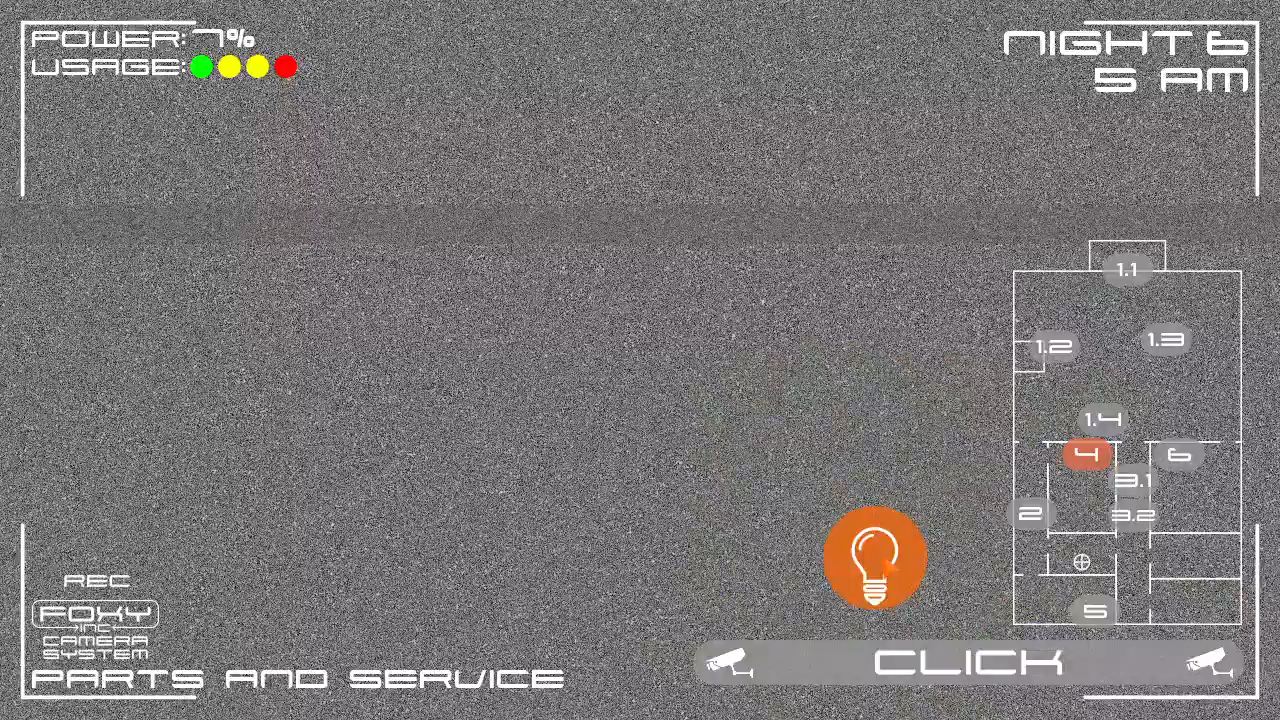 POWER: 7%
USAGE:
NIGHT 6
5 AM
1.1
1.2
1.3
1.4
4
6
3.1
2
3.2
5
REC
FOXY
INC
CAMERA
SYSTEM
PARTS AND SERVICE
CLICK